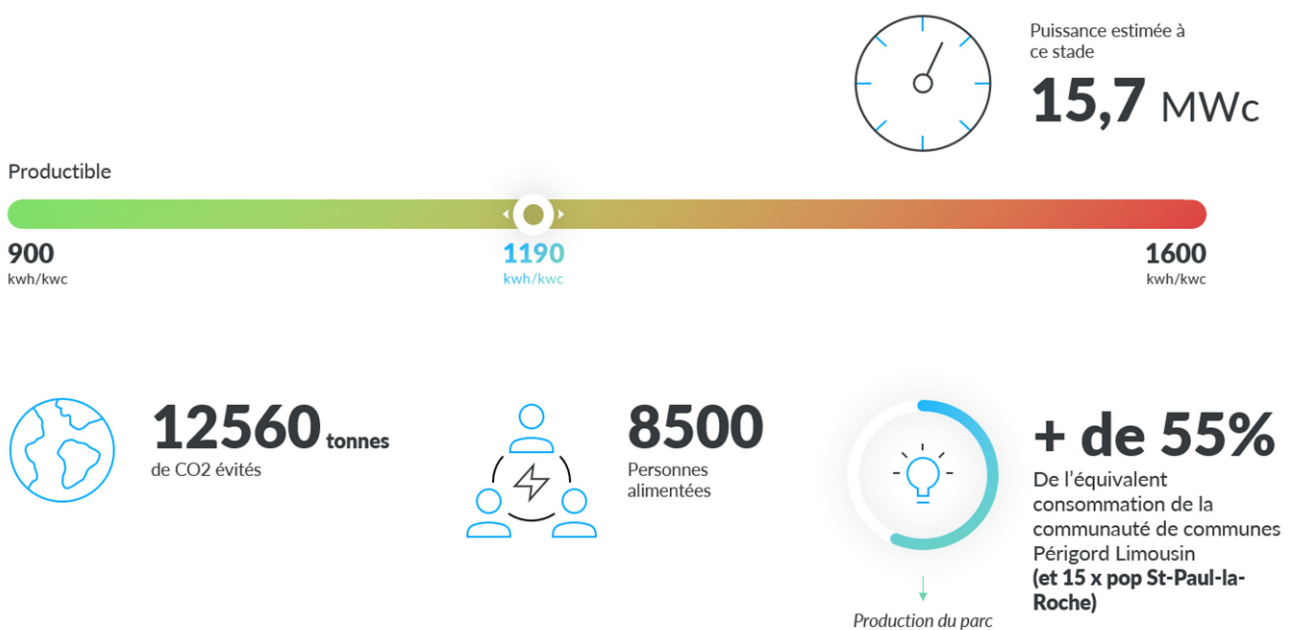 Puissance estimée à
ce stade
15,7 MWc
Productible
900
kwh/kwc
1190
kwh/kwc
1600
kwh/kwc
12560 tonnes
de CO2 évités
8500
Personnes
alimentées
+ de 55%
De l'équivalent
consommation de la
communauté de communes
Périgord Limousin
(et 15 x pop St-Paul-la-
Roche)
Production du parc